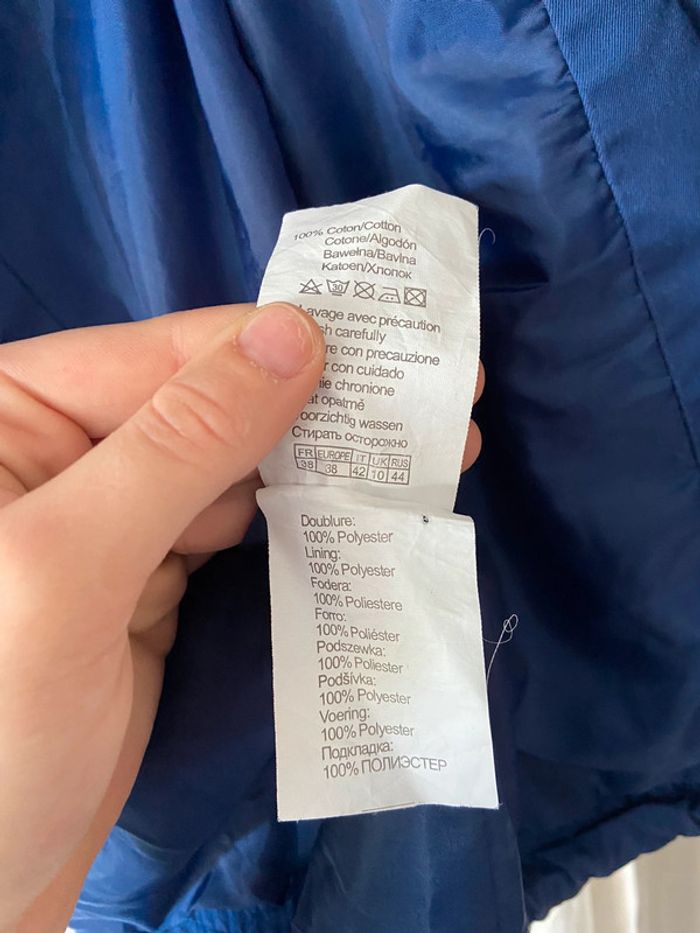 100% Coton/Cotton
Cotone/Algodón
Bawełna/Bavlna
Katoen/Хлопок
30
Lavage avec précaution
carefully
con precauzione
con cuidado
chronione
opatmě
voorzichtig wassen
Стирать осторожно
FR EUROPE IT UK RUS
38 38 42 10 44
Doublure:
100% Polyester
Lining:
100% Polyester
Fodera:
100% Poliestere
Forro:
100% Poliéster
Podszewka:
100% Poliester
Podšívka:
100% Polyester
Voering:
100% Polyester
Подкладка:
100% ПОЛИЭСТЕР